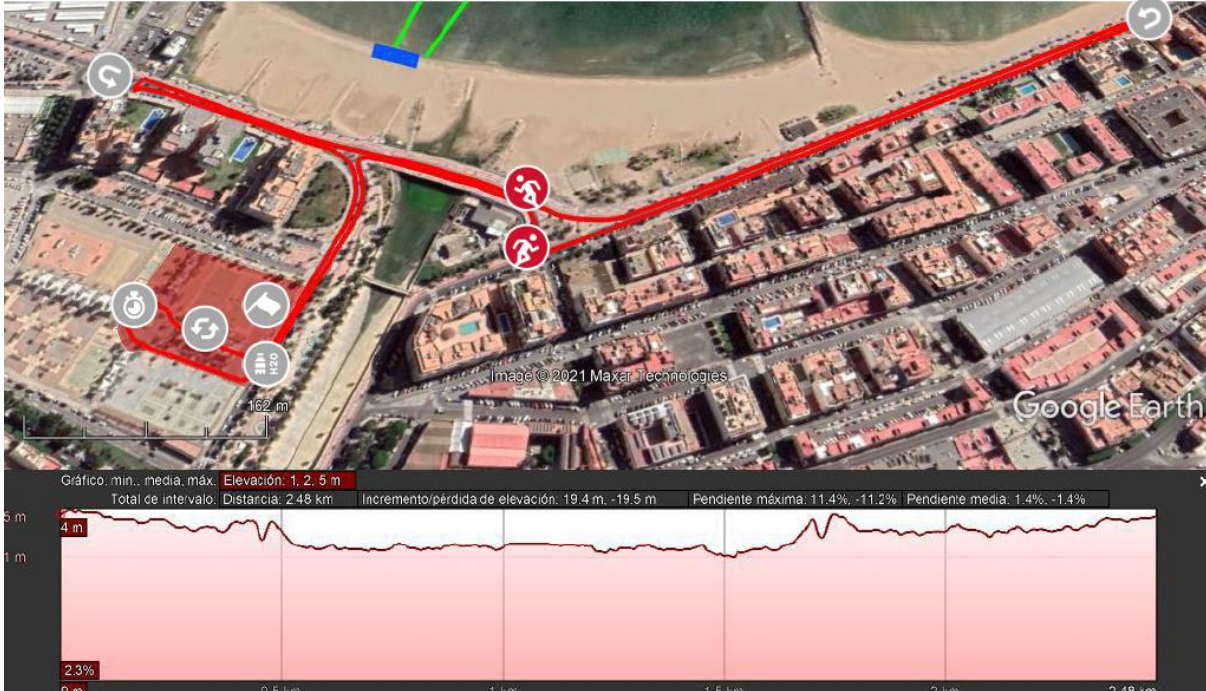 H2O
Image © 2021 Maxar Technologies
162 m
Google Earth
Gráfico: min., media, máx. Elevación: 1, 2, 5 m
Total de intervalo: Distancia: 2.48 km Incremento/pérdida de elevación: 19.4 m, -19.5 m Pendiente máxima: 11.4%, -11.2% Pendiente media: 1.4%, -1.4%
5 m
4 m
1 m
2.3%
0 m 0.5 km 1 km 1.5 km 2 km 2.48 km